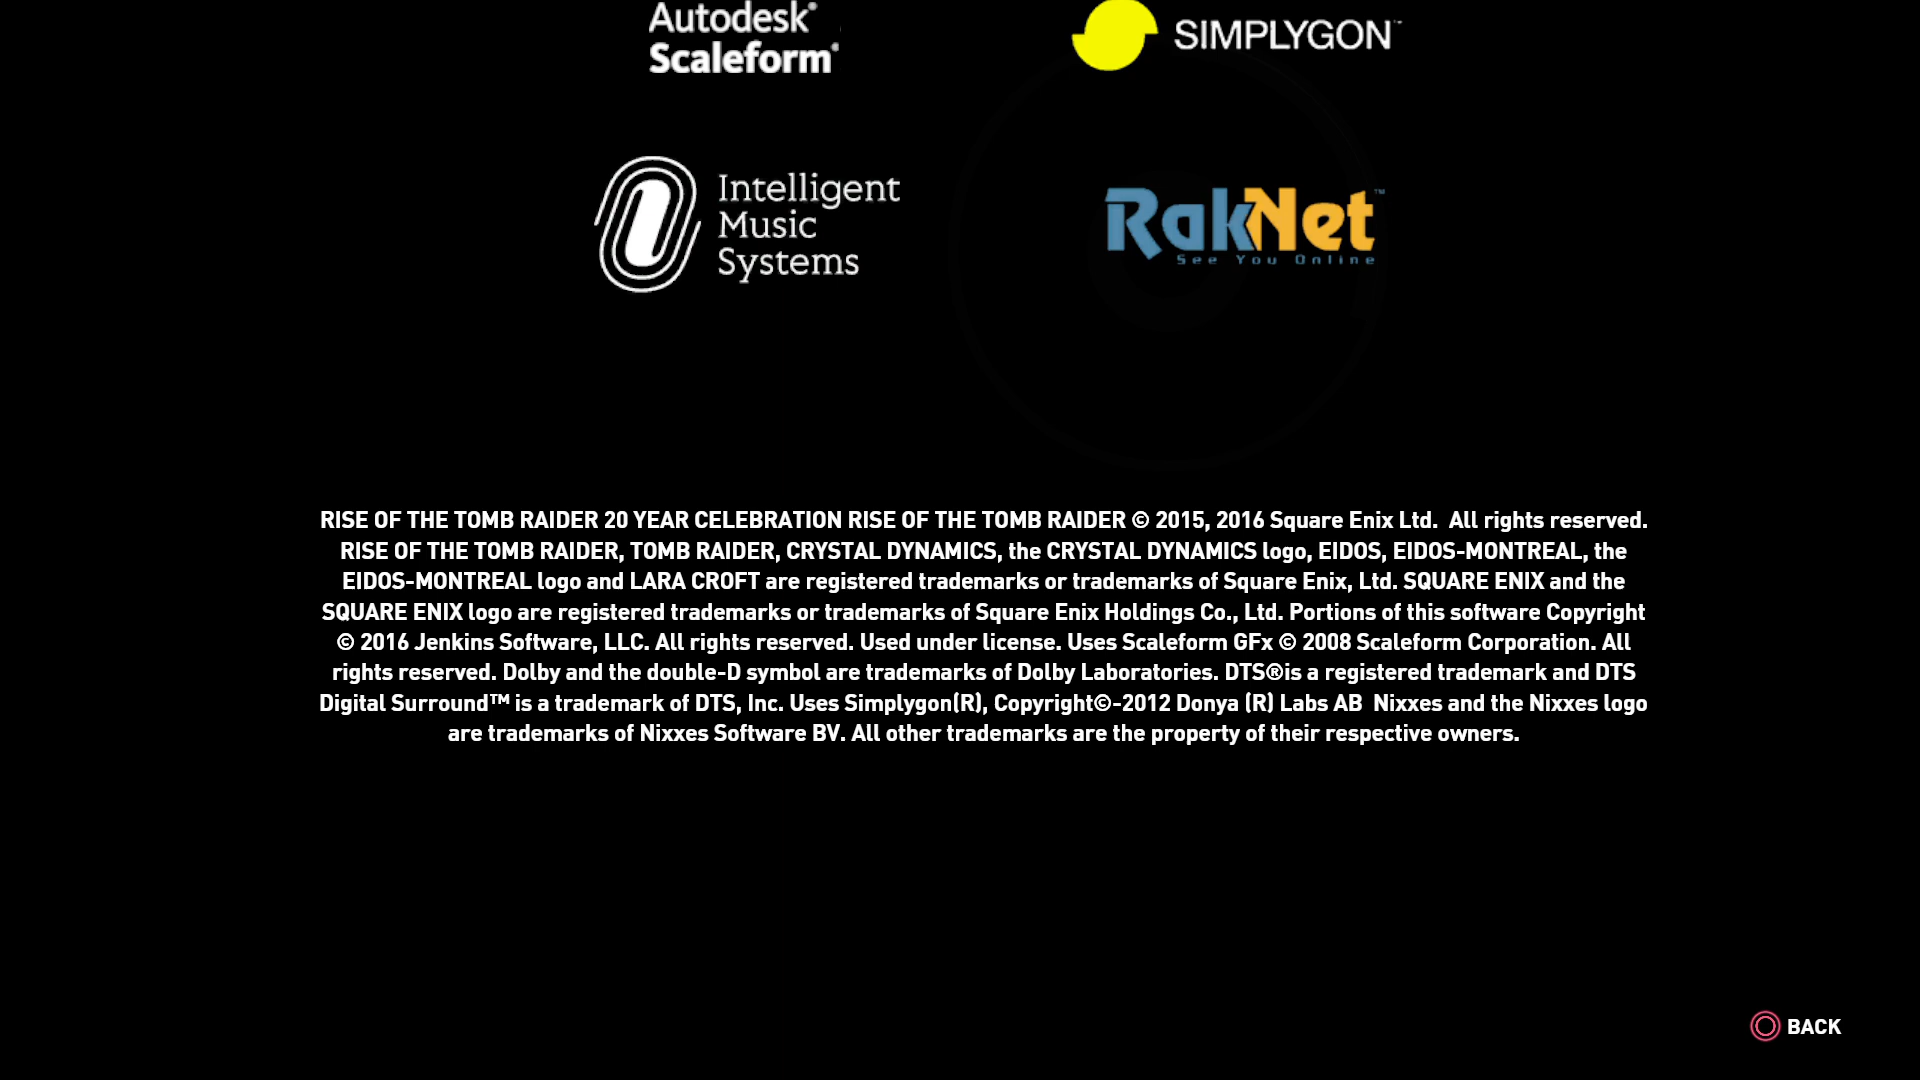 Autodesk®
Scaleform®
SIMPLYGON™
Intelligent
Music
Systems
RakNet™
See You Online
RISE OF THE TOMB RAIDER 20 YEAR CELEBRATION RISE OF THE TOMB RAIDER © 2015, 2016 Square Enix Ltd.  All rights reserved.
RISE OF THE TOMB RAIDER, TOMB RAIDER, CRYSTAL DYNAMICS, the CRYSTAL DYNAMICS logo, EIDOS, EIDOS-MONTREAL, the
EIDOS-MONTREAL logo and LARA CROFT are registered trademarks or trademarks of Square Enix, Ltd. SQUARE ENIX and the
SQUARE ENIX logo are registered trademarks or trademarks of Square Enix Holdings Co., Ltd. Portions of this software Copyright
© 2016 Jenkins Software, LLC. All rights reserved. Used under license. Uses Scaleform GFx © 2008 Scaleform Corporation. All
rights reserved. Dolby and the double-D symbol are trademarks of Dolby Laboratories. DTS®is a registered trademark and DTS
Digital Surround™ is a trademark of DTS, Inc. Uses Simplygon(R), Copyright©-2012 Donya (R) Labs AB  Nixxes and the Nixxes logo
are trademarks of Nixxes Software BV. All other trademarks are the property of their respective owners.
BACK